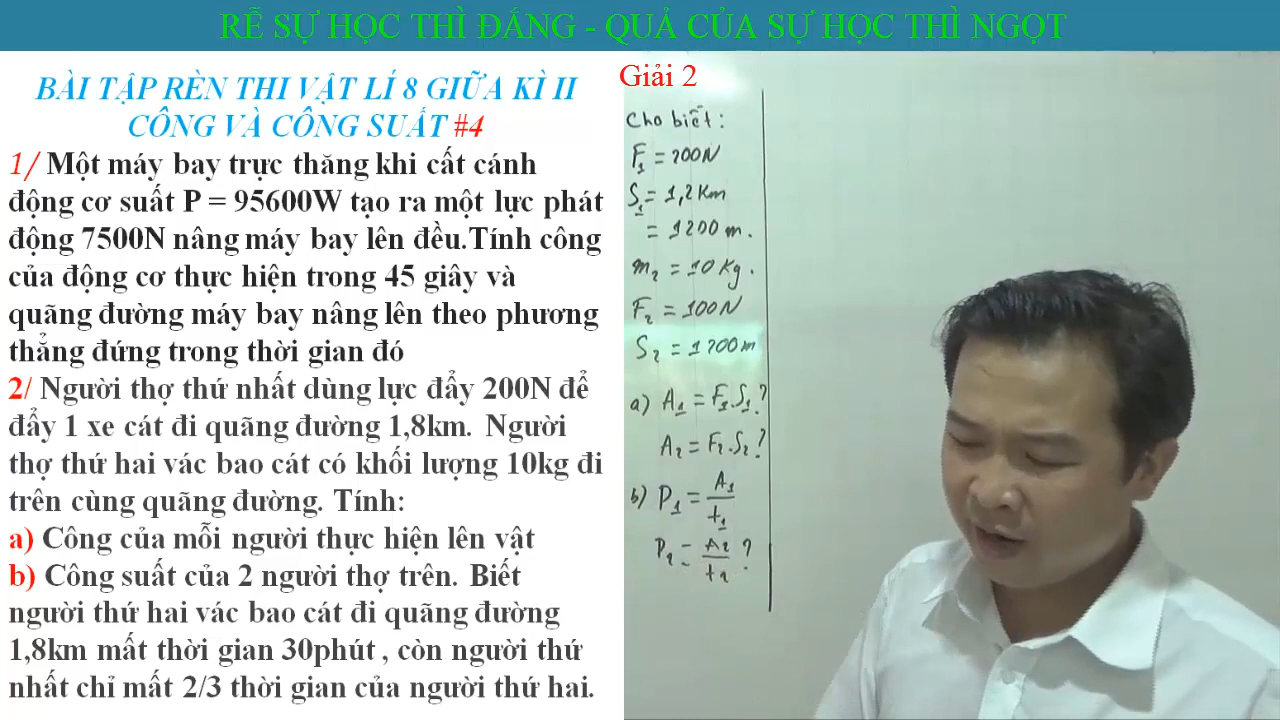 RỄ SỰ HỌC THÌ ĐẮNG - QUẢ CỦA SỰ HỌC THÌ NGỌT
BÀI TẬP RÈN THI VẬT LÍ 8 GIỮA KÌ II
CÔNG VÀ CÔNG SUẤT #4
1/ Một máy bay trực thăng khi cất cánh
động cơ suất P = 95600W tạo ra một lực phát
động 7500N nâng máy bay lên đều.Tính công
của động cơ thực hiện trong 45 giây và
quãng đường máy bay nâng lên theo phương
thẳng đứng trong thời gian đó
2/ Người thợ thứ nhất dùng lực đẩy 200N để
đẩy 1 xe cát đi quãng đường 1,8km. Người
thợ thứ hai vác bao cát có khối lượng 10kg đi
trên cùng quãng đường. Tính:
a) Công của mỗi người thực hiện lên vật
b) Công suất của 2 người thợ trên. Biết
người thứ hai vác bao cát đi quãng đường
1,8km mất thời gian 30phút , còn người thứ
nhất chỉ mất 2/3 thời gian của người thứ hai.
Giải 2
Cho biết:
F₁ = 200N
S₁ = 1,2Km
= 1200 m.
m₂ = 10Kg.
F₂ = 100N
S₂ = 1200m
a) A₁ = F₁.S₁?
A₂ = F₂.S₂?
b) P₁ = A₁/t₁
P₂ = A₂/t₂ ?